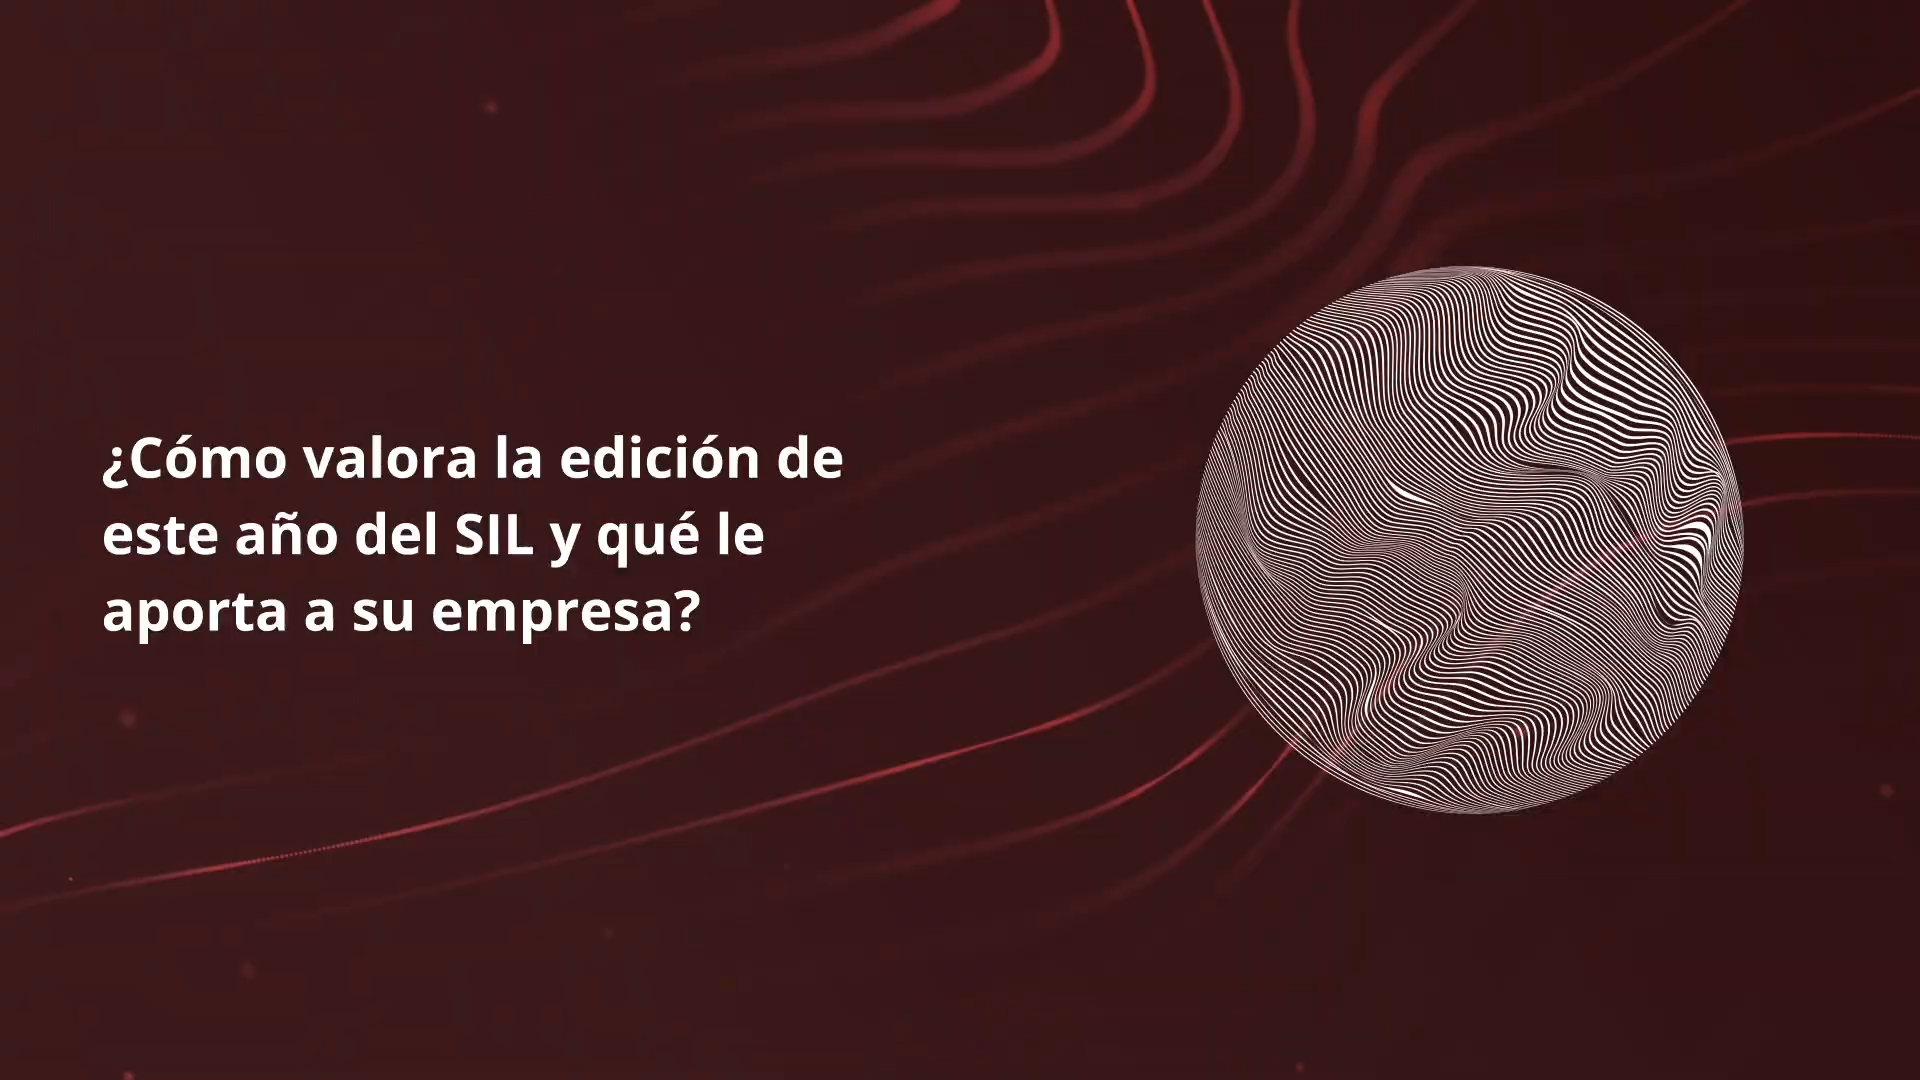 ¿Cómo valora la edición de
este año del SIL y qué le
aporta a su empresa?